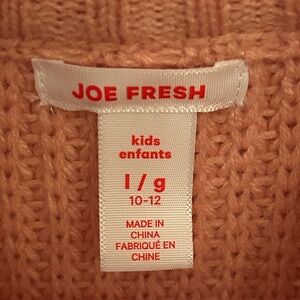 JOE FRESH
kids
enfants
l / g
10-12
MADE IN
CHINA
FABRIQUÉ EN
CHINE